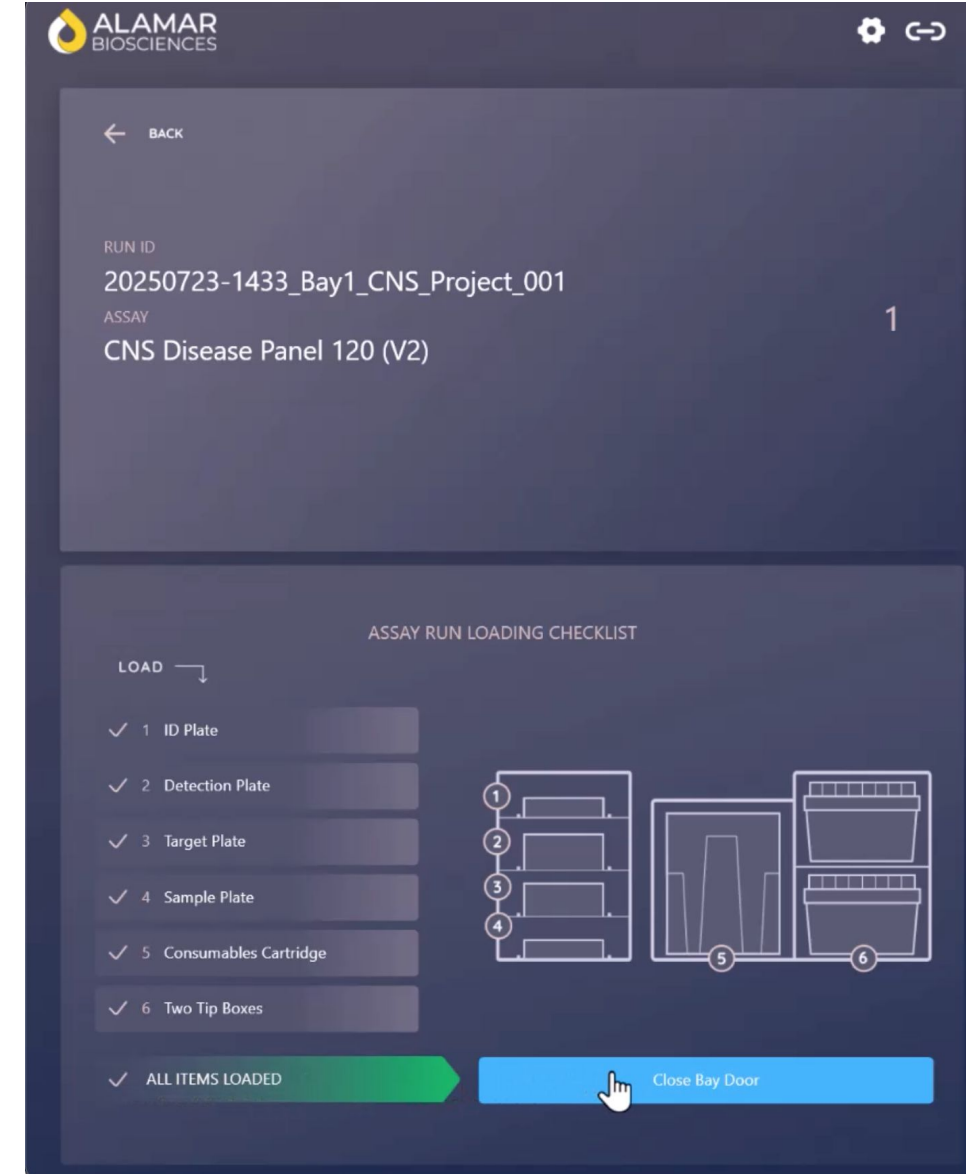 ALAMAR
BIOSCIENCES
BACK
RUN ID
20250723-1433_Bay1_CNS_Project_001
ASSAY
CNS Disease Panel 120 (V2)
1
ASSAY RUN LOADING CHECKLIST
LOAD
1 ID Plate
2 Detection Plate
3 Target Plate
4 Sample Plate
5 Consumables Cartridge
6 Two Tip Boxes
1
2
3
4
5
6
ALL ITEMS LOADED
Close Bay Door